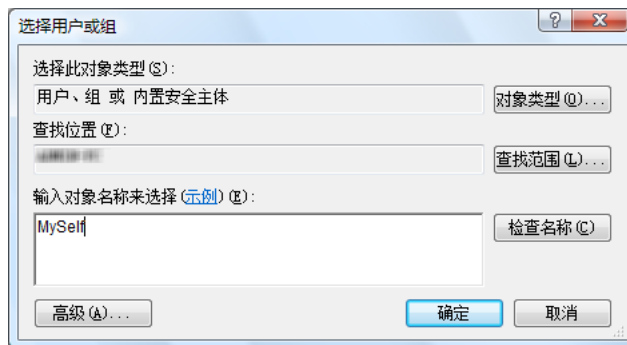 选择用户或组
选择此对象类型(S):
用户、组 或 内置安全主体
对象类型(O)...
查找位置(F):
查找范围(L)...
输入对象名称来选择(示例)(E):
MySelf
检查名称(C)
高级(A)...
确定
取消